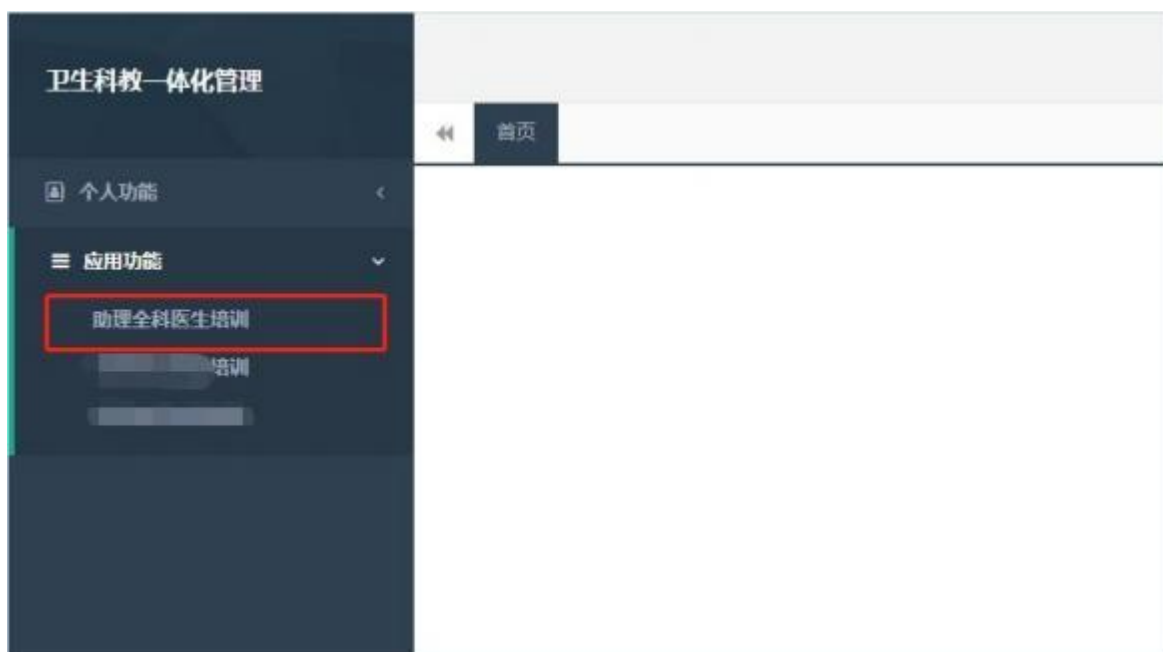 卫生科教一体化管理
首页
个人功能
应用功能
助理全科医生培训
培训